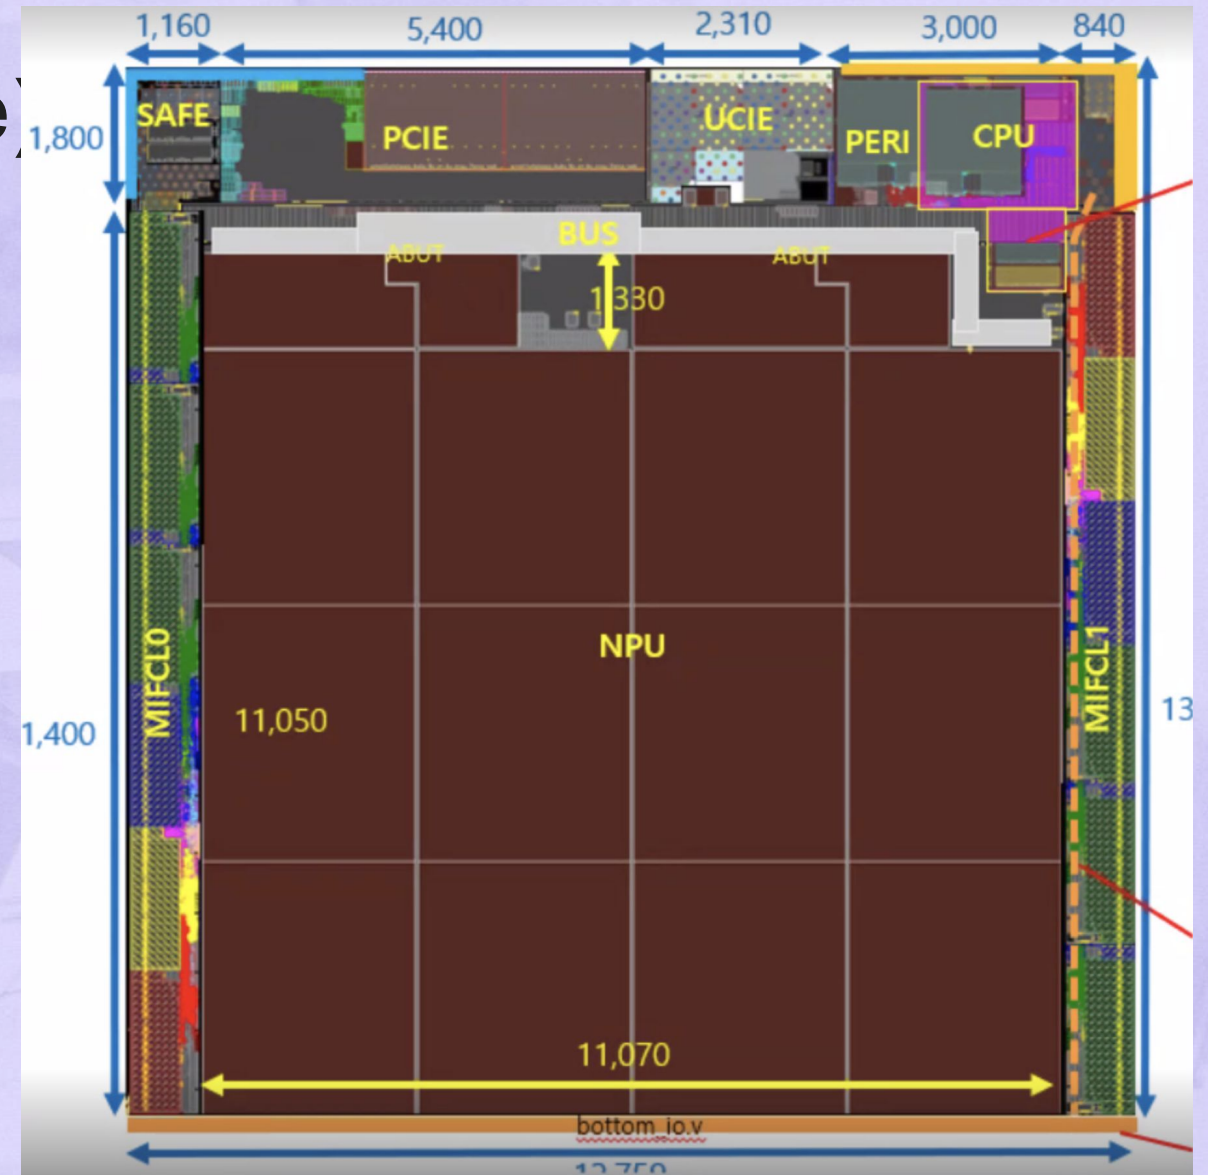 1,160
5,400
2,310
3,000
840
e)
1,800
SAFE
PCIE
UCIE
PERI
CPU
BUS
ABUT
ABUT
1,330
NPU
MIFCL0
MIFCL1
11,050
1,400
13
11,070
bottom_io.v